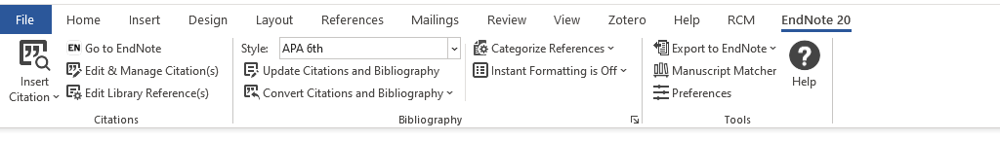 File Home Insert Design Layout References Mailings Review View Zotero Help RCM EndNote 20
Insert Citation
EN Go to EndNote
Edit & Manage Citation(s)
Edit Library Reference(s)
Citations
Style: APA 6th
Update Citations and Bibliography
Convert Citations and Bibliography
Categorize References
Instant Formatting is Off
Bibliography
Export to EndNote
Manuscript Matcher
Preferences
Help
Tools